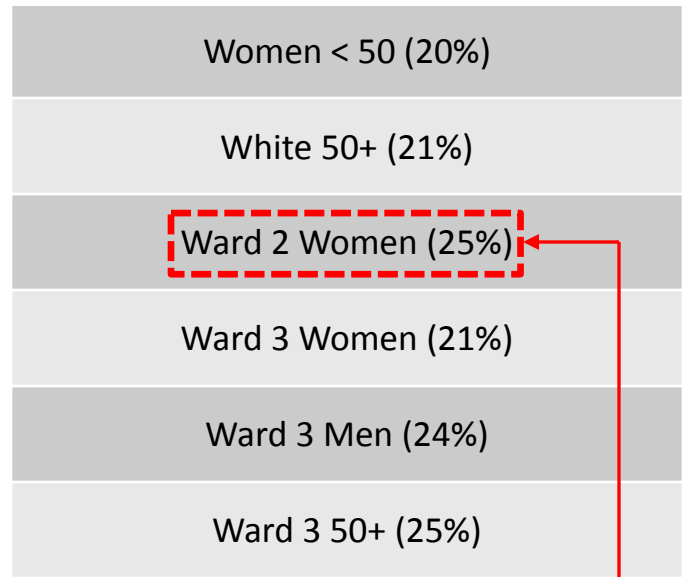 Women < 50 (20%)
White 50+ (21%)
Ward 2 Women (25%)
Ward 3 Women (21%)
Ward 3 Men (24%)
Ward 3 50+ (25%)